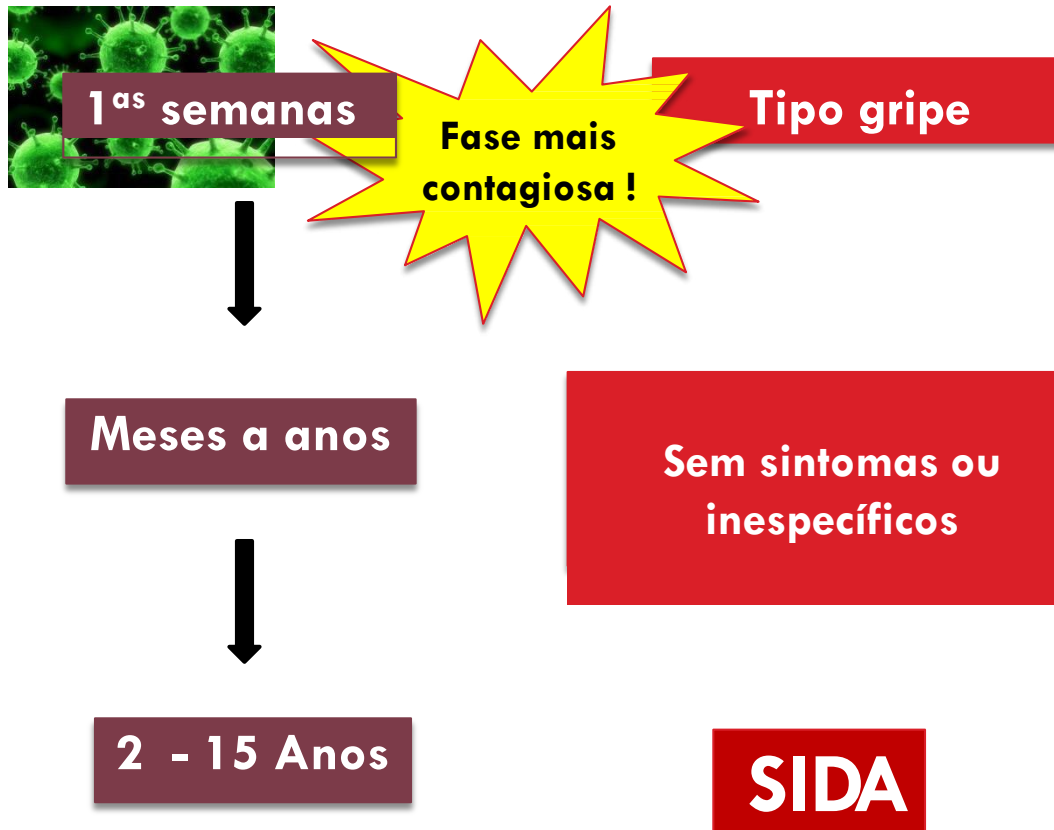 1as semanas
Fase mais
contagiosa !
Tipo gripe
Meses a anos
Sem sintomas ou
inespecíficos
2 - 15 Anos
SIDA